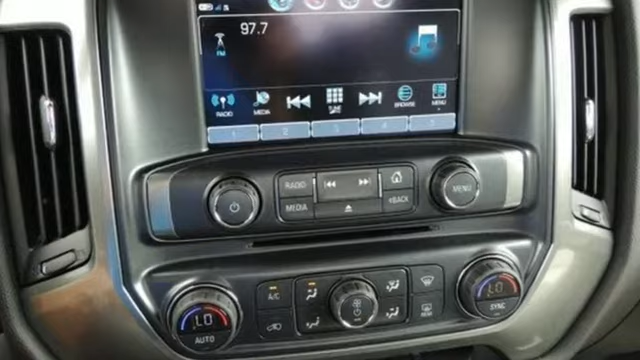 97.7
FM
RADIO MEDIA TUNE BROWSE MENU
1 2 3 4 5
RADIO MENU
MEDIA BACK
A/C
LO LO
AUTO REAR SYNC